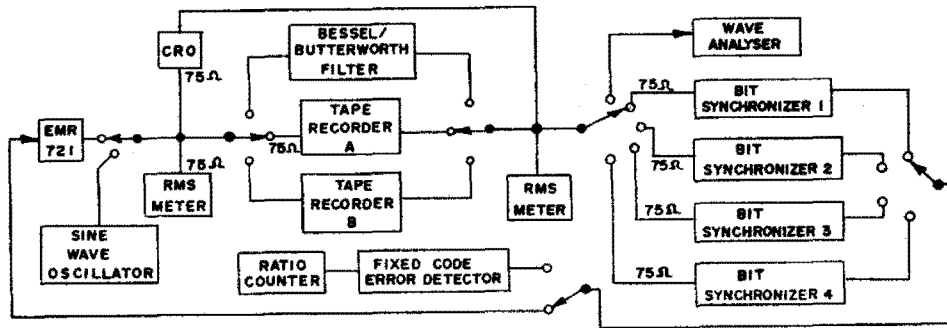 BESSEL/
BUTTERWORTH
FILTER
WAVE
ANALYSER
CRO
75Ω
75Ω
BIT
SYNCHRONIZER 1
TAPE
RECORDER
A
75Ω
EMR
721
75Ω
RMS
METER
75Ω
BIT
SYNCHRONIZER 2
TAPE
RECORDER
B
RMS
METER
75Ω
BIT
SYNCHRONIZER 3
SINE
WAVE
OSCILLATOR
RATIO
COUNTER
FIXED CODE
ERROR DETECTOR
75Ω
BIT
SYNCHRONIZER 4